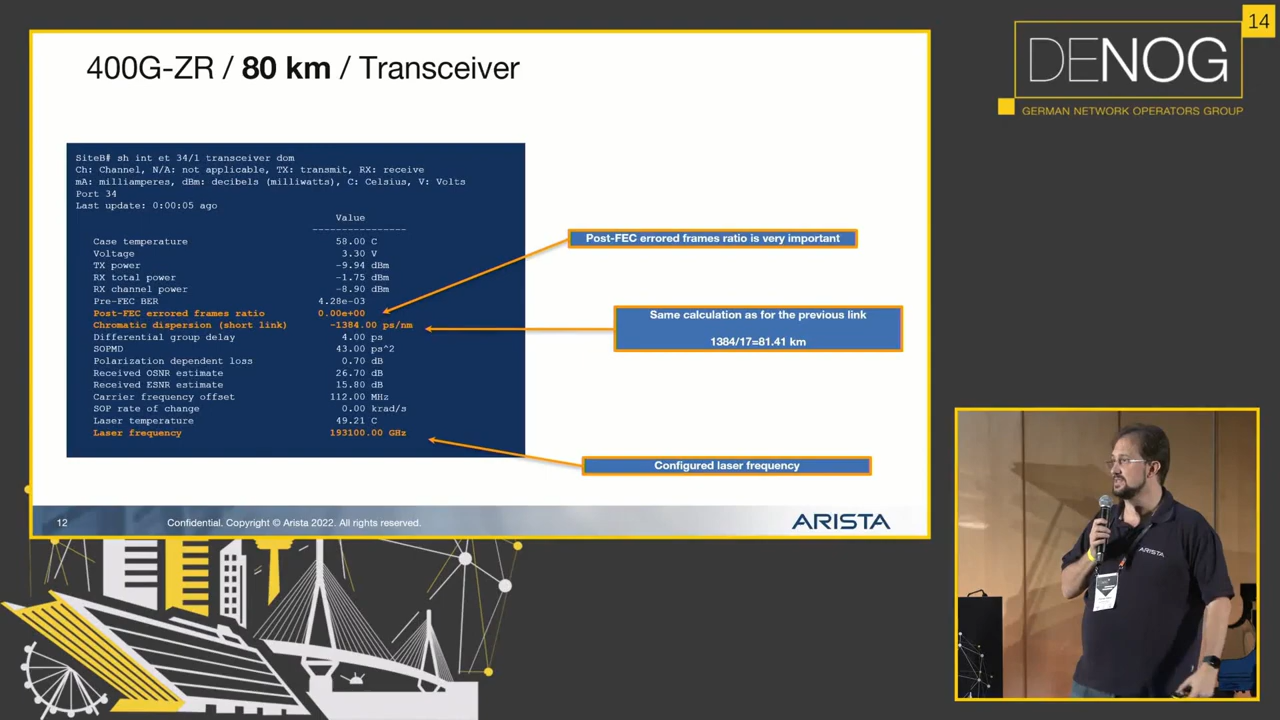 14
DENOG
GERMAN NETWORK OPERATORS GROUP
400G-ZR / 80 km / Transceiver
SiteB# sh int et 34/1 transceiver dom
Ch: Channel, N/A: not applicable, TX: transmit, RX: receive
mA: milliamperes, dBm: decibels (milliwatts), C: Celsius, V: Volts
Port 34
Last update: 0:00:05 ago
Value
----------------
Case temperature 58.00 C
Voltage 3.30 V
TX power -9.94 dBm
RX total power -1.75 dBm
RX channel power -8.90 dBm
Pre-FEC BER 4.28e-03
Post-FEC errored frames ratio 0.00e+00
Chromatic dispersion (short link) -1384.00 ps/nm
Differential group delay 4.00 ps
SOPMD 43.00 ps^2
Polarization dependent loss 0.70 dB
Received OSNR estimate 26.70 dB
Received ESNR estimate 15.80 dB
Carrier frequency offset 112.00 MHz
SOP rate of change 0.00 krad/s
Laser temperature 49.21 C
Laser frequency 193100.00 GHz
Post-FEC errored frames ratio is very important
Same calculation as for the previous link
1384/17=81.41 km
Configured laser frequency
12
Confidential. Copyright © Arista 2022. All rights reserved.
ARISTA
ARISTA